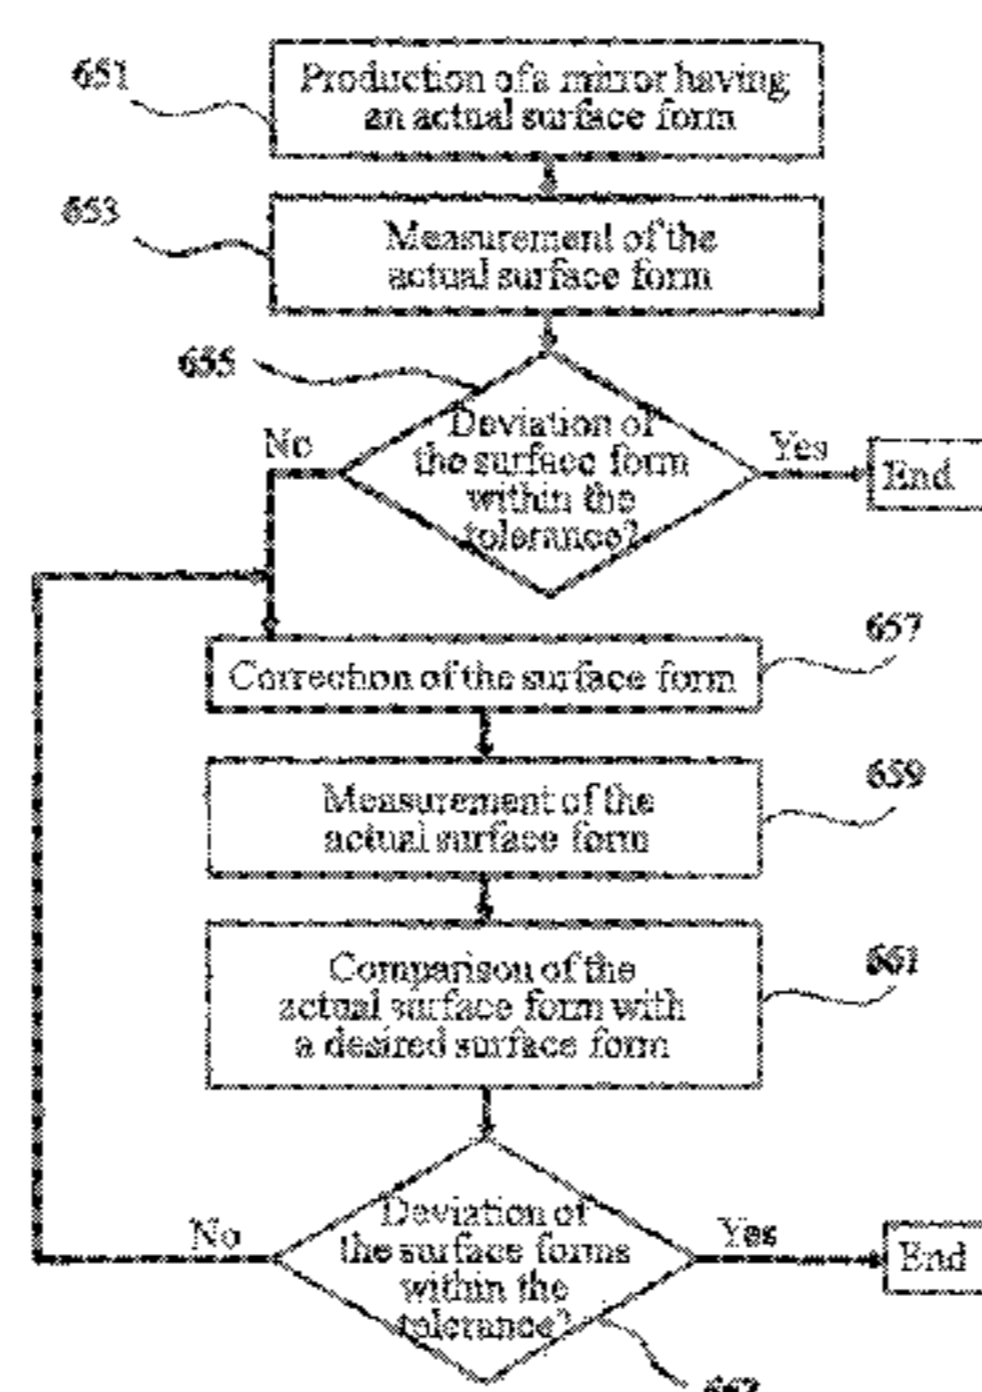 651
Production of a mirror having
an actual surface form
653
Measurement of the
actual surface form
655
Deviation of
the surface form
within the
tolerance?
No
Yes
End
657
Correction of the surface form
Measurement of the
actual surface form
659
Comparison of the
actual surface form with
a desired surface form
661
Deviation of
the surface forms
within the
tolerance?
No
Yes
End